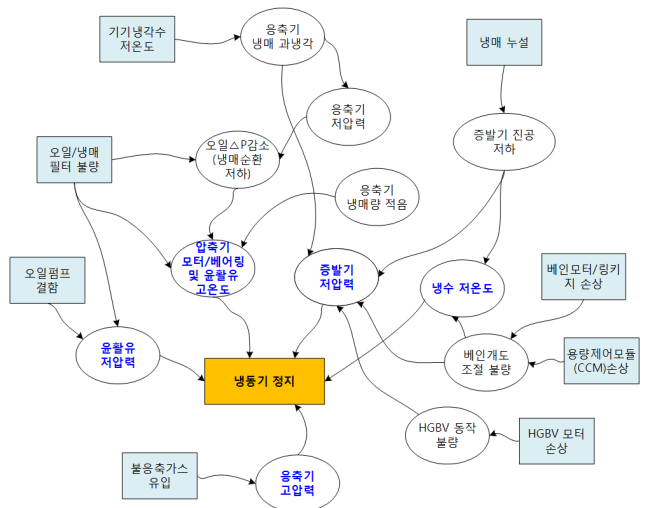 기기냉각수
저온도
응축기
냉매 과냉각
냉매 누설
응축기
저압력
증발기 진공
저하
오일/냉매
필터 불량
오일△P감소
(냉매순환
저하)
응축기
냉매량 적음
압축기
모터/베어링
및 윤활유
고온도
증발기
저압력
냉수 저온도
베인모터/링키
지 손상
오일펌프
결함
윤활유
저압력
냉동기 정지
베인개도
조절 불량
용량제어모듈
(CCM)손상
HGBV 동작
불량
HGBV 모터
손상
불응축가스
유입
응축기
고압력